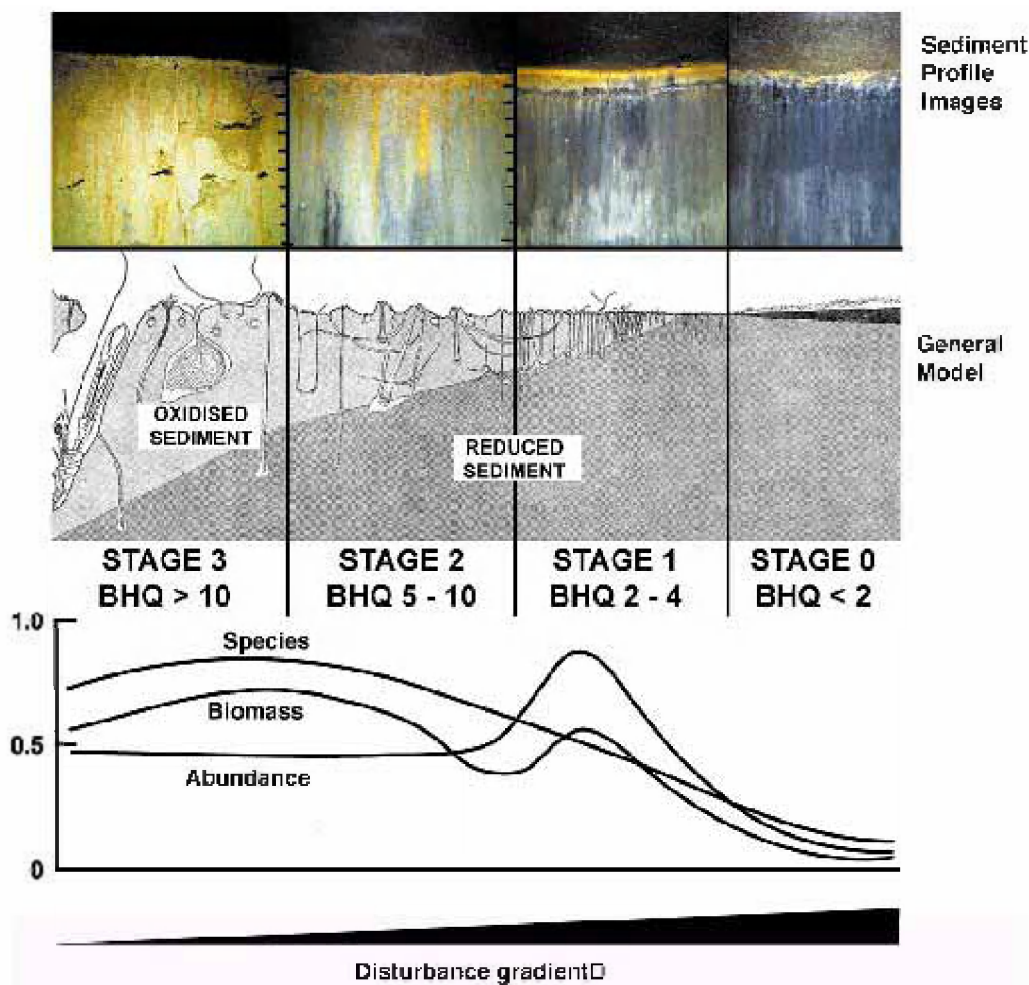 Sediment
Profile
Images
General
Model
OXIDISED
SEDIMENT
REDUCED
SEDIMENT
STAGE 3
BHQ > 10
STAGE 2
BHQ 5 - 10
STAGE 1
BHQ 2 - 4
STAGE 0
BHQ < 2
1.0
0.5
0
Species
Biomass
Abundance
Disturbance gradient□